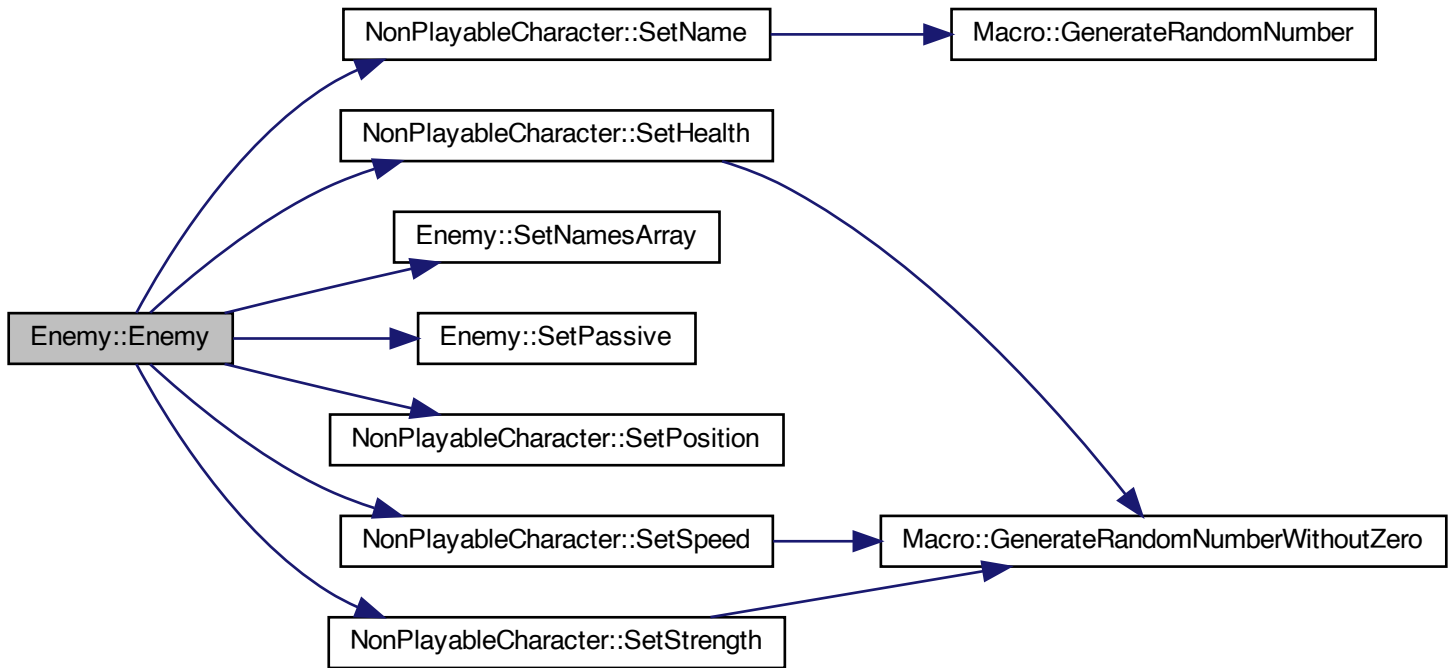 NonPlayableCharacter::SetName
Macro::GenerateRandomNumber
NonPlayableCharacter::SetHealth
Enemy::SetNamesArray
Enemy::Enemy
Enemy::SetPassive
NonPlayableCharacter::SetPosition
NonPlayableCharacter::SetSpeed
Macro::GenerateRandomNumberWithoutZero
NonPlayableCharacter::SetStrength